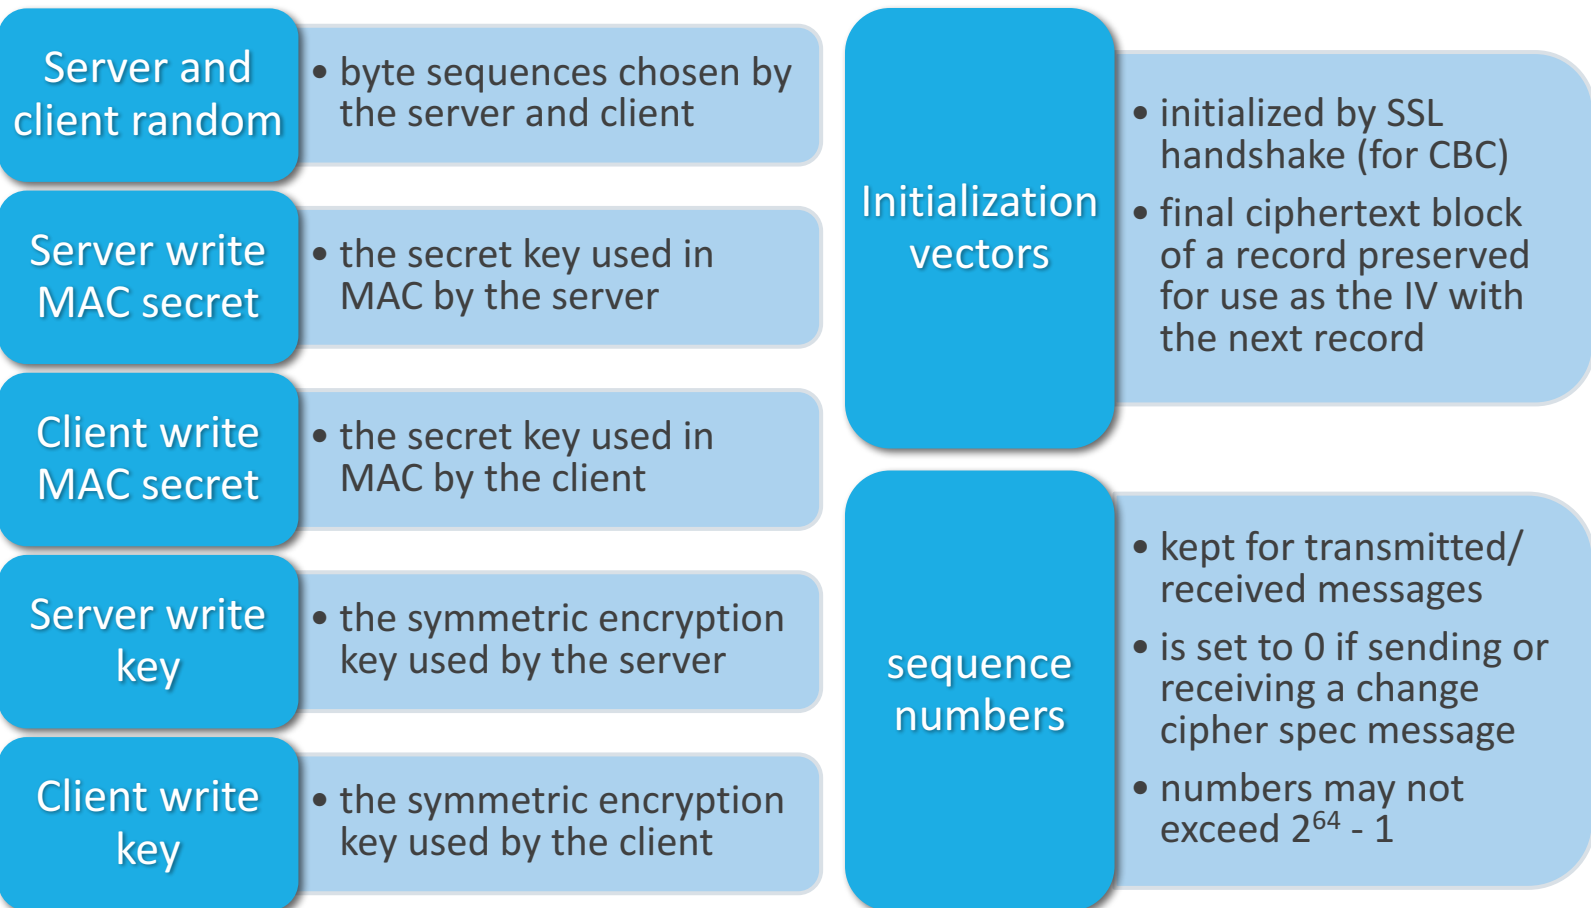 Server and
client random
• byte sequences chosen by
the server and client
Server write
MAC secret
• the secret key used in
MAC by the server
Client write
MAC secret
• the secret key used in
MAC by the client
Server write
key
• the symmetric encryption
key used by the server
Client write
key
• the symmetric encryption
key used by the client
Initialization
vectors
• initialized by SSL
handshake (for CBC)
• final ciphertext block
of a record preserved
for use as the IV with
the next record
sequence
numbers
• kept for transmitted/
received messages
• is set to 0 if sending or
receiving a change
cipher spec message
• numbers may not
exceed 2⁶⁴ - 1